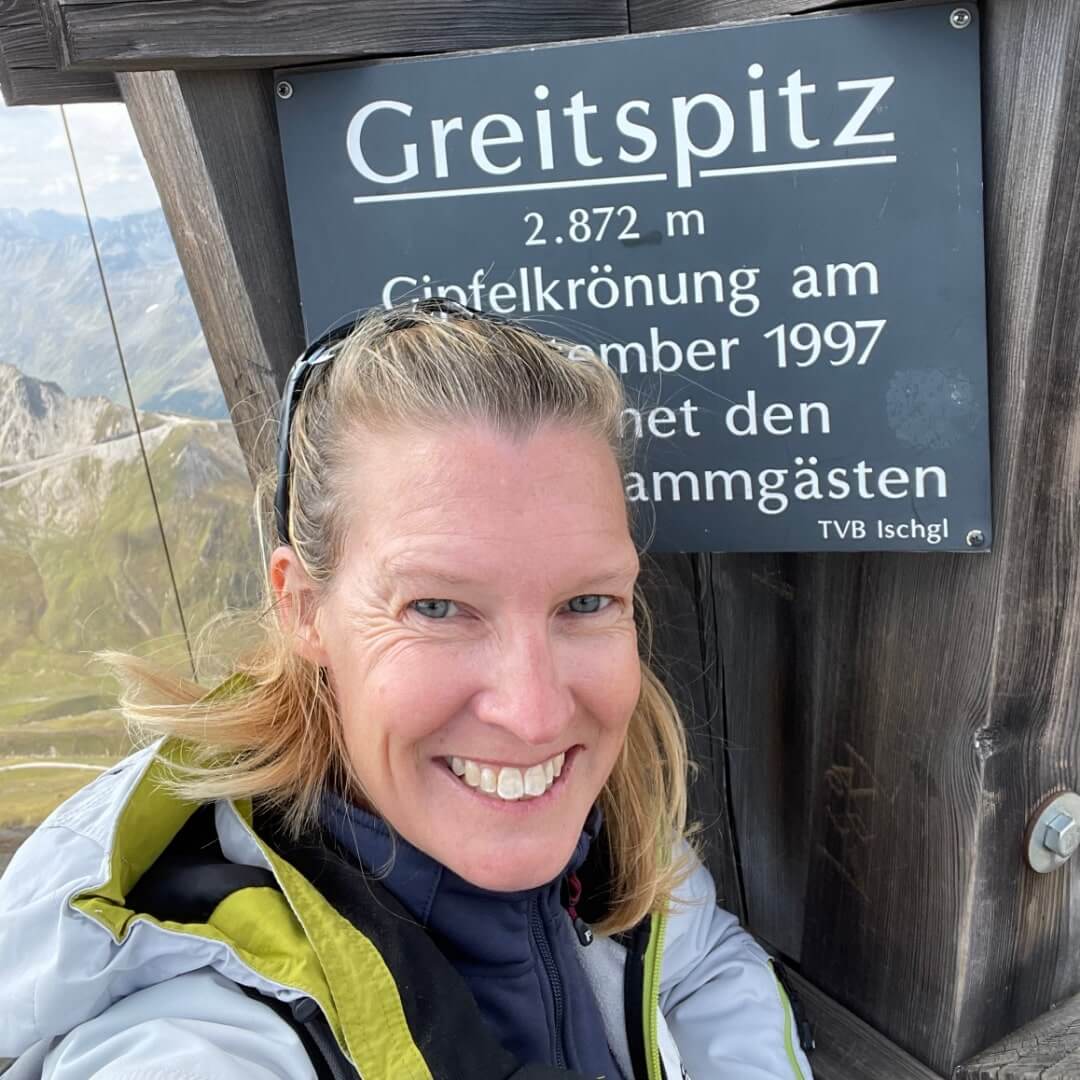 Greitspitz
2.872 m
Gipfelkrönung am
1997
den
TVB Ischgl